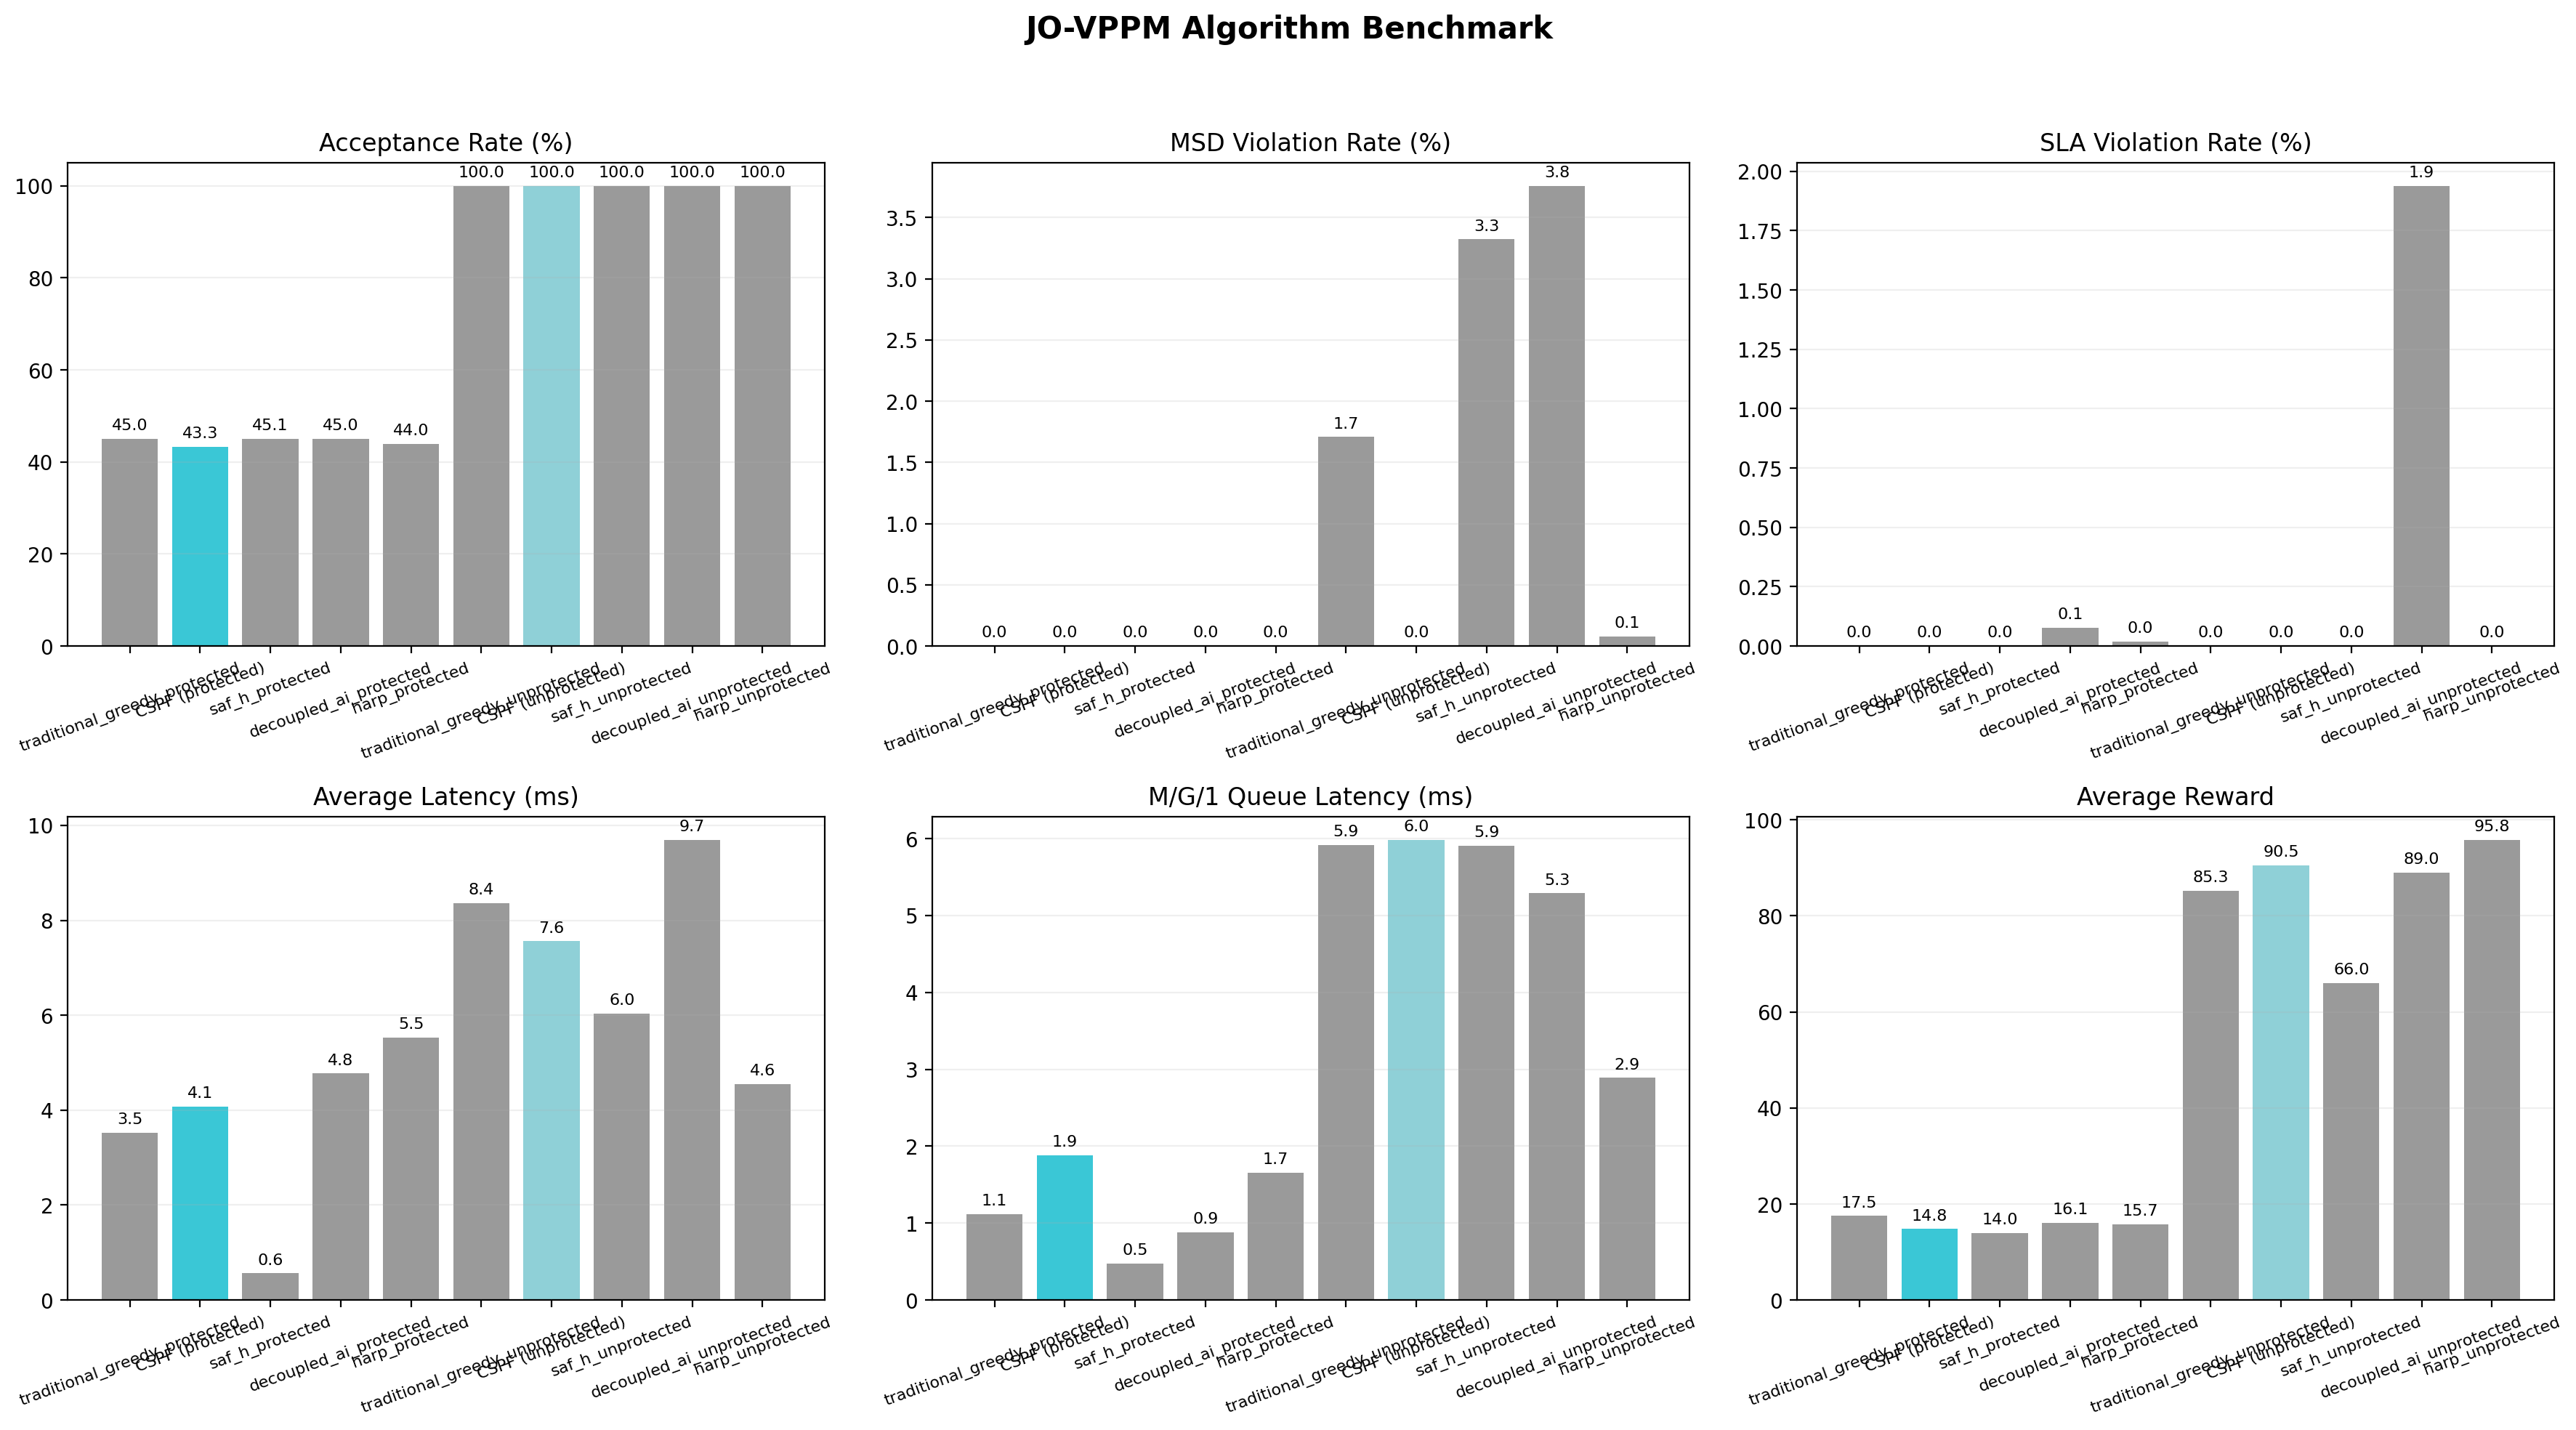 JO-VPPM Algorithm Benchmark
Acceptance Rate (%)
100
80
60
40
20
0
45.0
43.3
45.1
45.0
44.0
100.0
100.0
100.0
100.0
100.0
traditional_greedy_protected
CSPF (protected)
saf_h_protected
decoupled_ai_protected
harp_protected
traditional_greedy_unprotected
CSPF (unprotected)
saf_h_unprotected
decoupled_ai_unprotected
harp_unprotected
MSD Violation Rate (%)
3.5
3.0
2.5
2.0
1.5
1.0
0.5
0.0
0.0
0.0
0.0
0.0
0.0
1.7
0.0
3.3
3.8
0.1
traditional_greedy_protected
CSPF (protected)
saf_h_protected
decoupled_ai_protected
harp_protected
traditional_greedy_unprotected
CSPF (unprotected)
saf_h_unprotected
decoupled_ai_unprotected
harp_unprotected
SLA Violation Rate (%)
2.00
1.75
1.50
1.25
1.00
0.75
0.50
0.25
0.00
0.0
0.0
0.0
0.1
0.0
0.0
0.0
0.0
1.9
0.0
traditional_greedy_protected
CSPF (protected)
saf_h_protected
decoupled_ai_protected
harp_protected
traditional_greedy_unprotected
CSPF (unprotected)
saf_h_unprotected
decoupled_ai_unprotected
harp_unprotected
Average Latency (ms)
10
8
6
4
2
0
3.5
4.1
0.6
4.8
5.5
8.4
7.6
6.0
9.7
4.6
traditional_greedy_protected
CSPF (protected)
saf_h_protected
decoupled_ai_protected
harp_protected
traditional_greedy_unprotected
CSPF (unprotected)
saf_h_unprotected
decoupled_ai_unprotected
harp_unprotected
M/G/1 Queue Latency (ms)
6
5
4
3
2
1
0
1.1
1.9
0.5
0.9
1.7
5.9
6.0
5.9
5.3
2.9
traditional_greedy_protected
CSPF (protected)
saf_h_protected
decoupled_ai_protected
harp_protected
traditional_greedy_unprotected
CSPF (unprotected)
saf_h_unprotected
decoupled_ai_unprotected
harp_unprotected
Average Reward
100
80
60
40
20
0
17.5
14.8
14.0
16.1
15.7
85.3
90.5
66.0
89.0
95.8
traditional_greedy_protected
CSPF (protected)
saf_h_protected
decoupled_ai_protected
harp_protected
traditional_greedy_unprotected
CSPF (unprotected)
saf_h_unprotected
decoupled_ai_unprotected
harp_unprotected